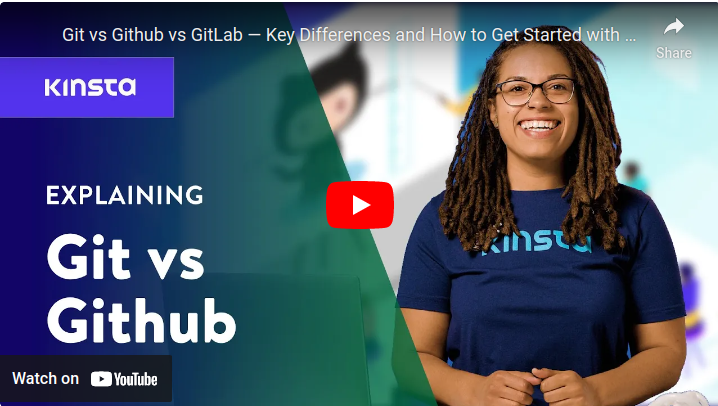 Git vs Github vs GitLab — Key Differences and How to Get Started with ...
Share
KINSTA
EXPLAINING
Git vs
Github
KINSTA
Watch on YouTube